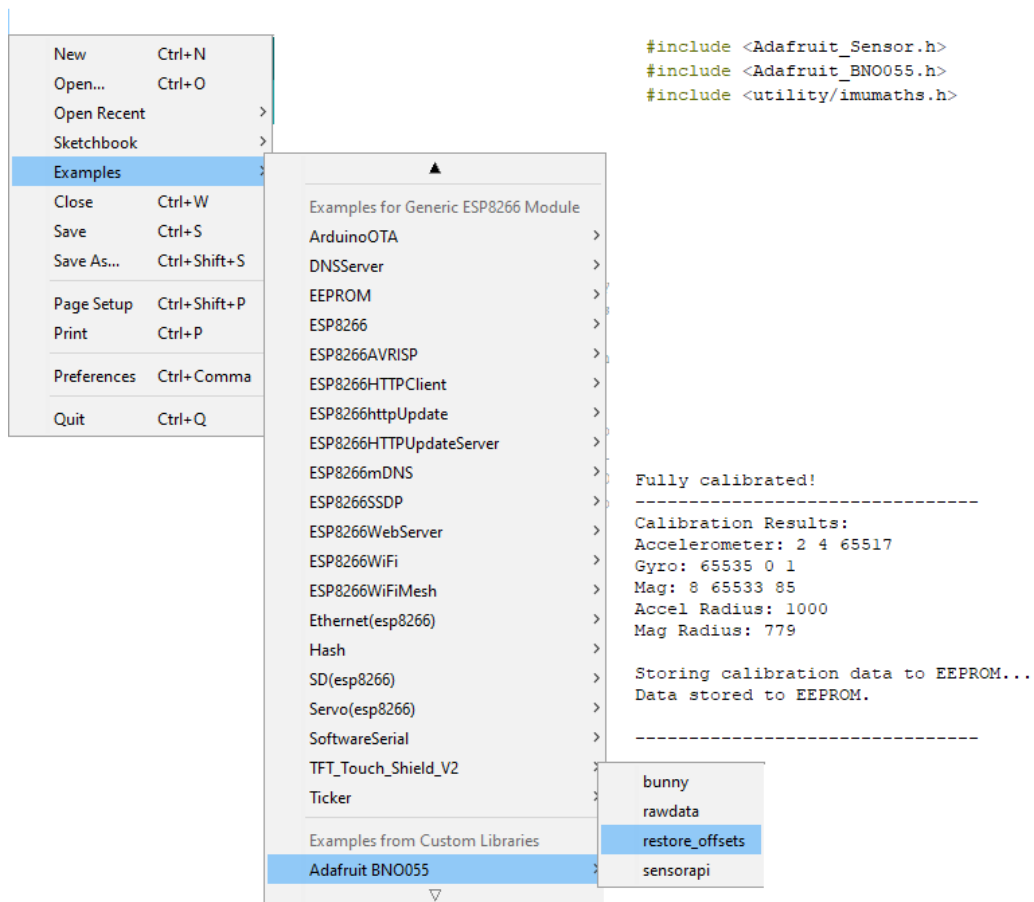 New Ctrl+N
Open... Ctrl+O
Open Recent
Sketchbook
Examples
Close Ctrl+W
Save Ctrl+S
Save As... Ctrl+Shift+S
Page Setup Ctrl+Shift+P
Print Ctrl+P
Preferences Ctrl+Comma
Quit Ctrl+Q
Examples for Generic ESP8266 Module
ArduinoOTA
DNSServer
EEPROM
ESP8266
ESP8266AVRISP
ESP8266HTTPClient
ESP8266httpUpdate
ESP8266HTTPUpdateServer
ESP8266mDNS
ESP8266SSDP
ESP8266WebServer
ESP8266WiFi
ESP8266WiFiMesh
Ethernet(esp8266)
Hash
SD(esp8266)
Servo(esp8266)
SoftwareSerial
TFT_Touch_Shield_V2
Ticker
Examples from Custom Libraries
Adafruit BNO055
bunny
rawdata
restore_offsets
sensorapi
#include <Adafruit_Sensor.h>
#include <Adafruit_BNO055.h>
#include <utility/imumaths.h>
Fully calibrated!
--------------------------------
Calibration Results:
Accelerometer: 2 4 65517
Gyro: 65535 0 1
Mag: 8 65533 85
Accel Radius: 1000
Mag Radius: 779
Storing calibration data to EEPROM...
Data stored to EEPROM.
--------------------------------